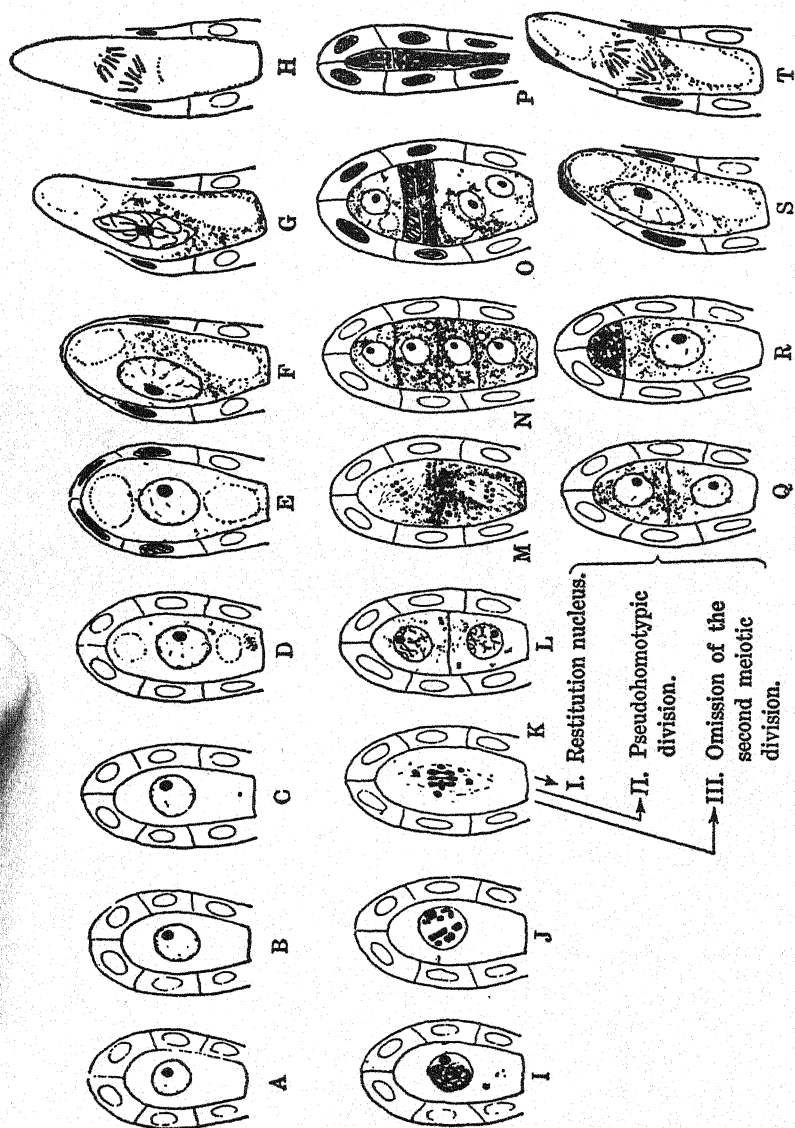 A B C D E F G H
I J K L M N O P
I. Restitution nucleus.
II. Pseudohomotypic
division.
III. Omission of the
second meiotic
division.
Q R S T